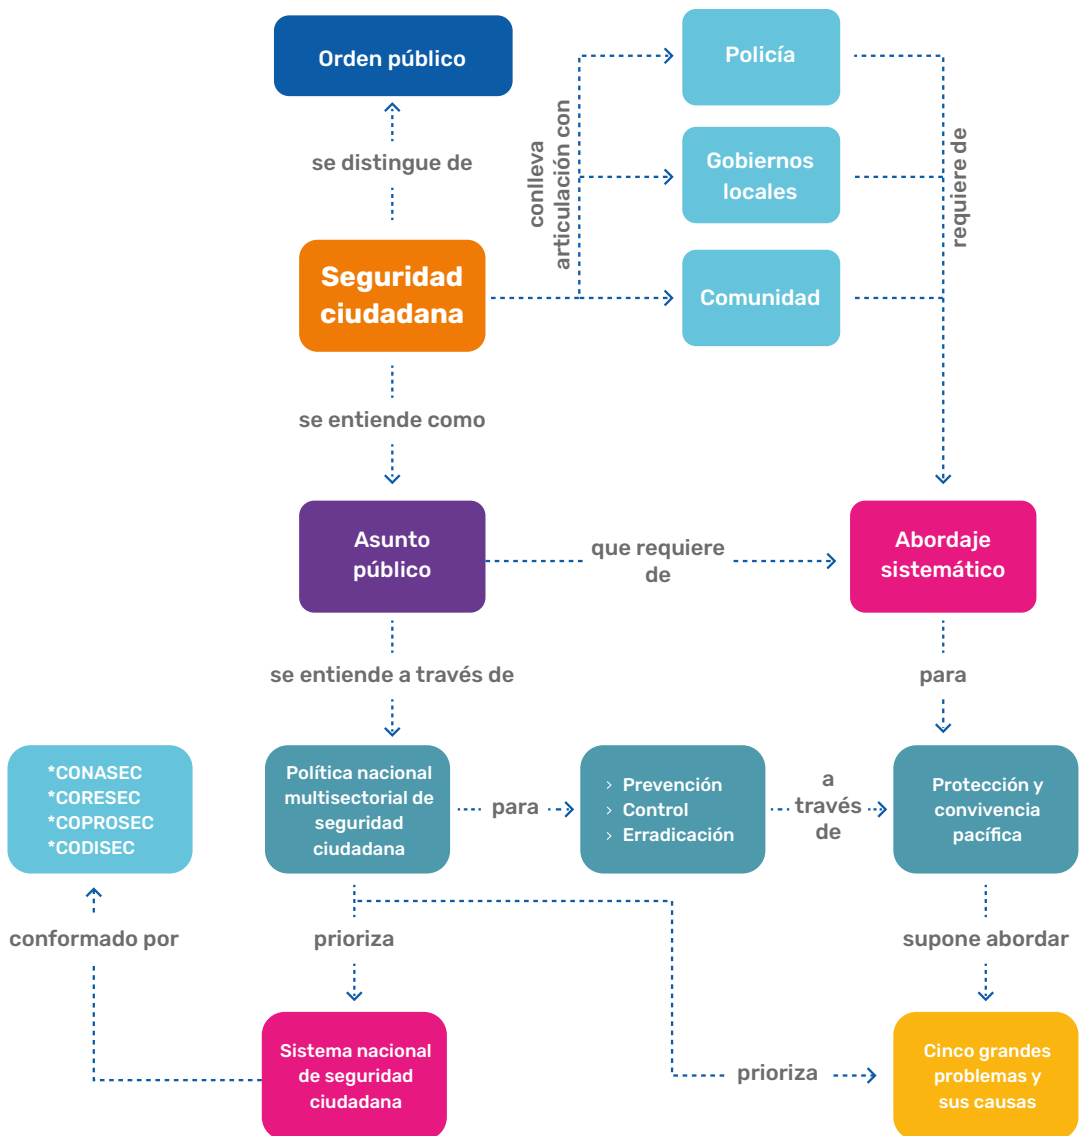 Orden público
Policía
se distingue de
conlleva
articulación con
Gobiernos
locales
requiere de
Seguridad
ciudadana
Comunidad
se entiende como
Asunto
público
que requiere
de
Abordaje
sistemático
se entiende a través de
para
*CONASEC
*CORESEC
*COPROSEC
*CODISEC
Política nacional
multisectorial de
seguridad
ciudadana
para
› Prevención
› Control
› Erradicación
a
través
de
Protección y
convivencia
pacífica
conformado por
prioriza
supone abordar
Sistema nacional
de seguridad
ciudadana
prioriza
Cinco grandes
problemas y
sus causas